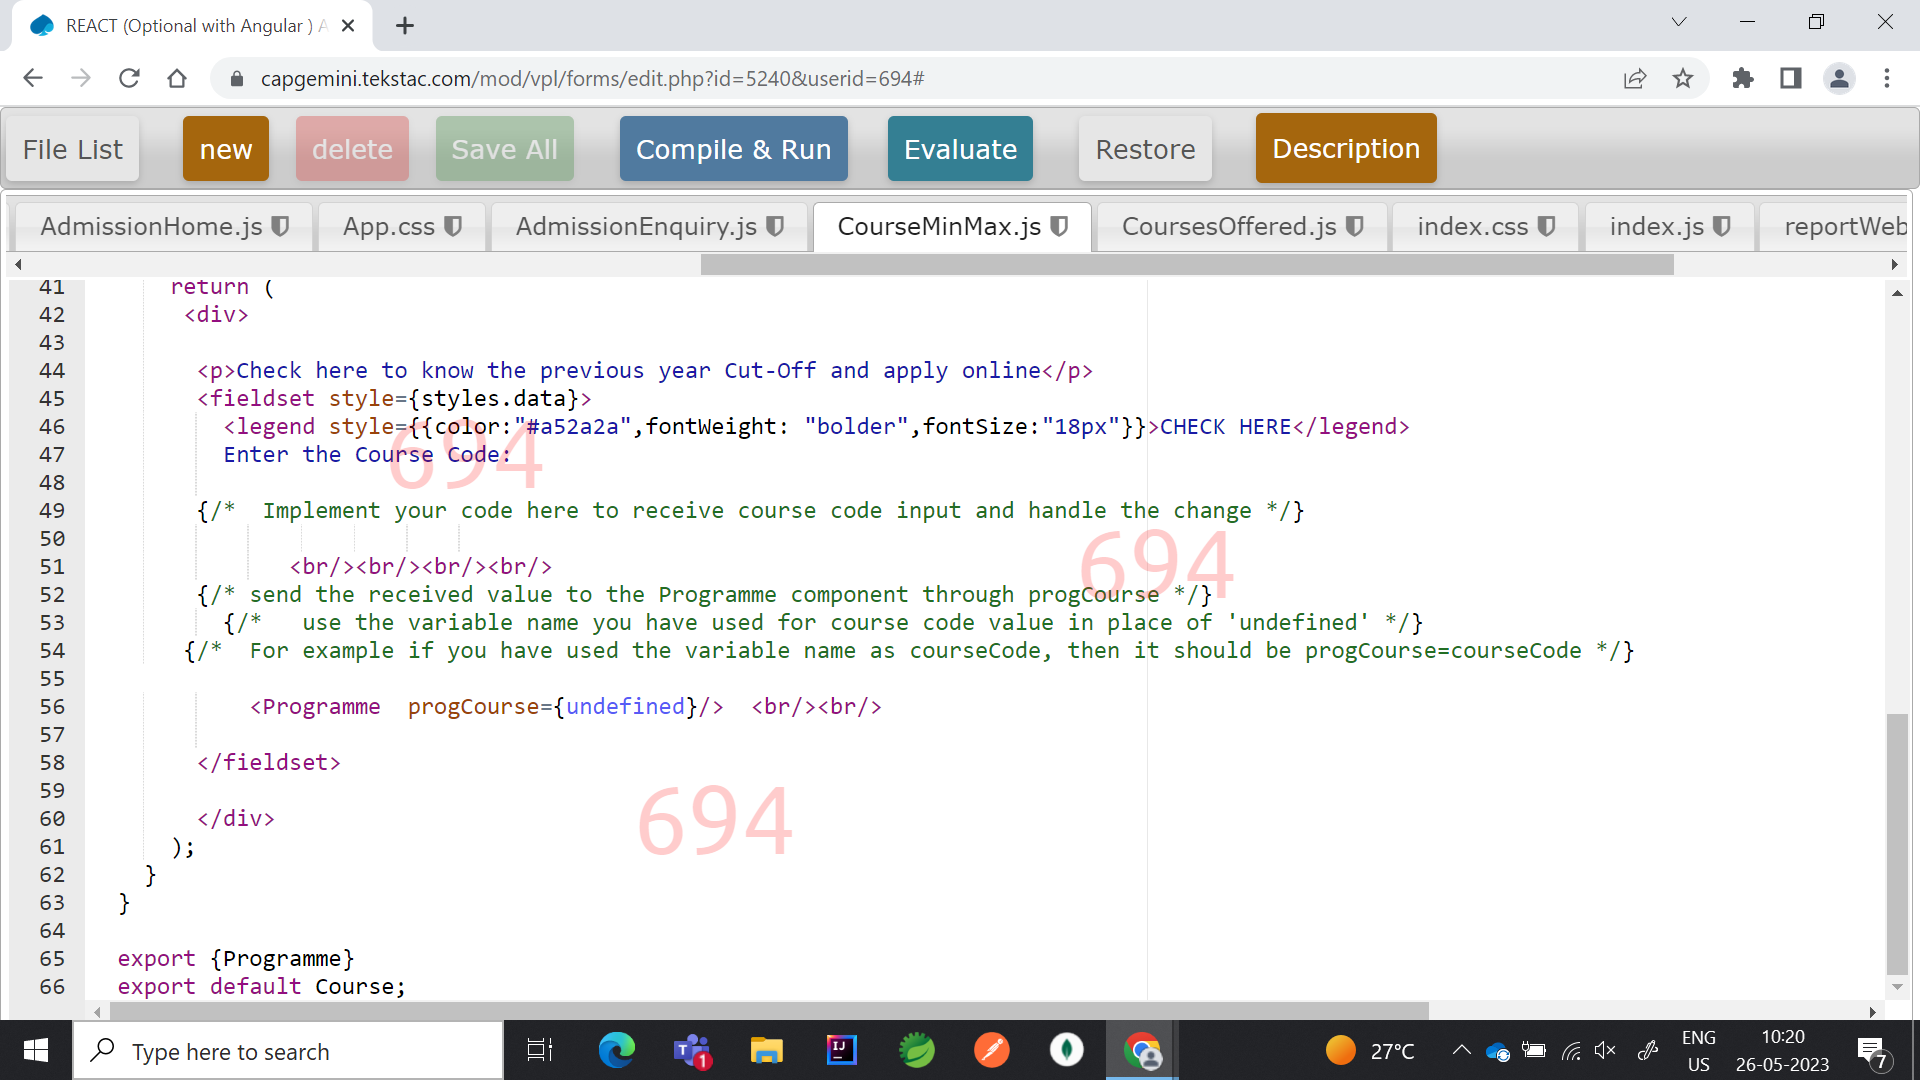 REACT (Optional with Angular ) A
capgemini.tekstac.com/mod/vpl/forms/edit.php?id=5240&userid=694#
File List new delete Save All Compile & Run Evaluate Restore Description
AdmissionHome.js App.css AdmissionEnquiry.js CourseMinMax.js CoursesOffered.js index.css index.js reportWeb
41 return (
42 <div>
43
44 <p>Check here to know the previous year Cut-Off and apply online</p>
45 <fieldset style={styles.data}>
46 <legend style={{color:"#a52a2a",fontWeight: "bolder",fontSize:"18px"}}>CHECK HERE</legend>
47 Enter the Course Code:
694
48
49 {/*  Implement your code here to receive course code input and handle the change */}
50
51 <br/><br/><br/><br/>
694
52 {/* send the received value to the Programme component through progCourse */}
53 {/*   use the variable name you have used for course code value in place of 'undefined' */}
54 {/*  For example if you have used the variable name as courseCode, then it should be progCourse=courseCode */}
55
56 <Programme  progCourse={undefined}/>  <br/><br/>
57
58 </fieldset>
59
60 </div>
694
61 );
62 }
63 }
64
65 export {Programme}
66 export default Course;
Type here to search
T 1
IJ
27°C
ENG
US
10:20
26-05-2023
7